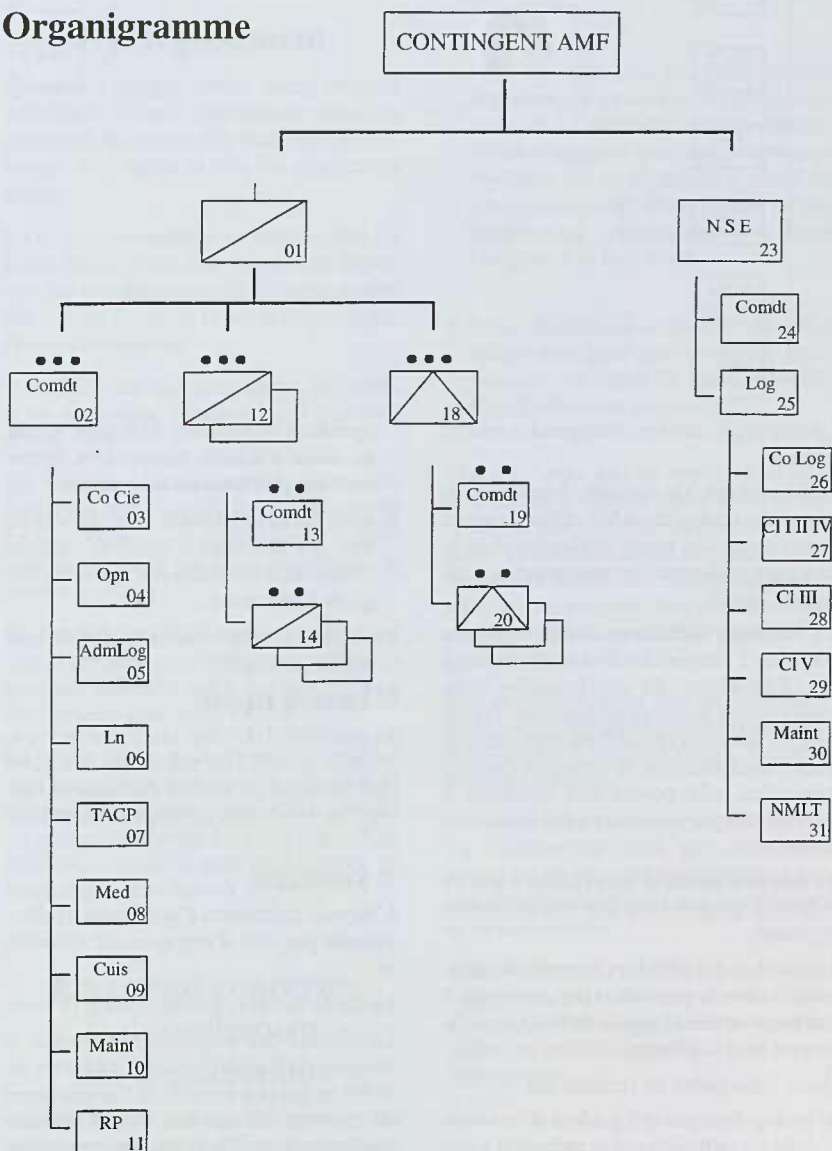 Organigramme
CONTINGENT AMF
01
N S E
23
Comdt
24
Log
25
Comdt
02
12
18
Co Cie
03
Opn
04
AdmLog
05
Ln
06
TACP
07
Med
08
Cuis
09
Maint
10
RP
11
Comdt
13
14
Comdt
19
20
Co Log
26
Cl I II IV
27
Cl III
28
Cl V
29
Maint
30
NMLT
31